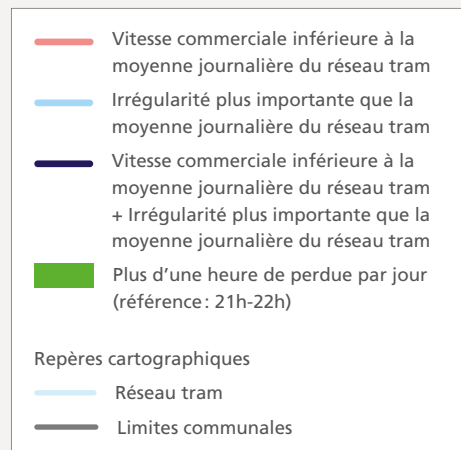 Vitesse commerciale inférieure à la
moyenne journalière du réseau tram
Irrégularité plus importante que la
moyenne journalière du réseau tram
Vitesse commerciale inférieure à la
moyenne journalière du réseau tram
+ Irrégularité plus importante que la
moyenne journalière du réseau tram
Plus d’une heure de perdue par jour
(référence : 21h-22h)
Repères cartographiques
Réseau tram
Limites communales